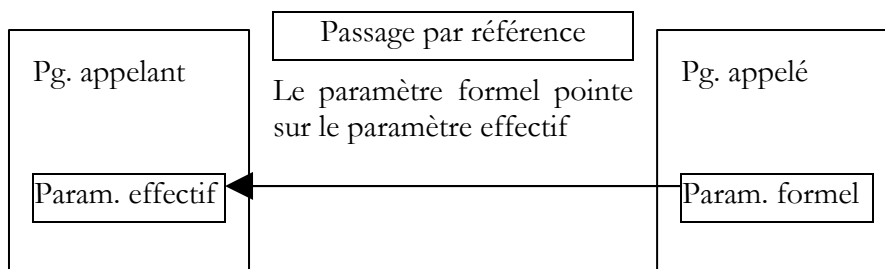 Passage par référence
Pg. appelant
Pg. appelé
Le paramètre formel pointe
sur le paramètre effectif
Param. effectif
Param. formel